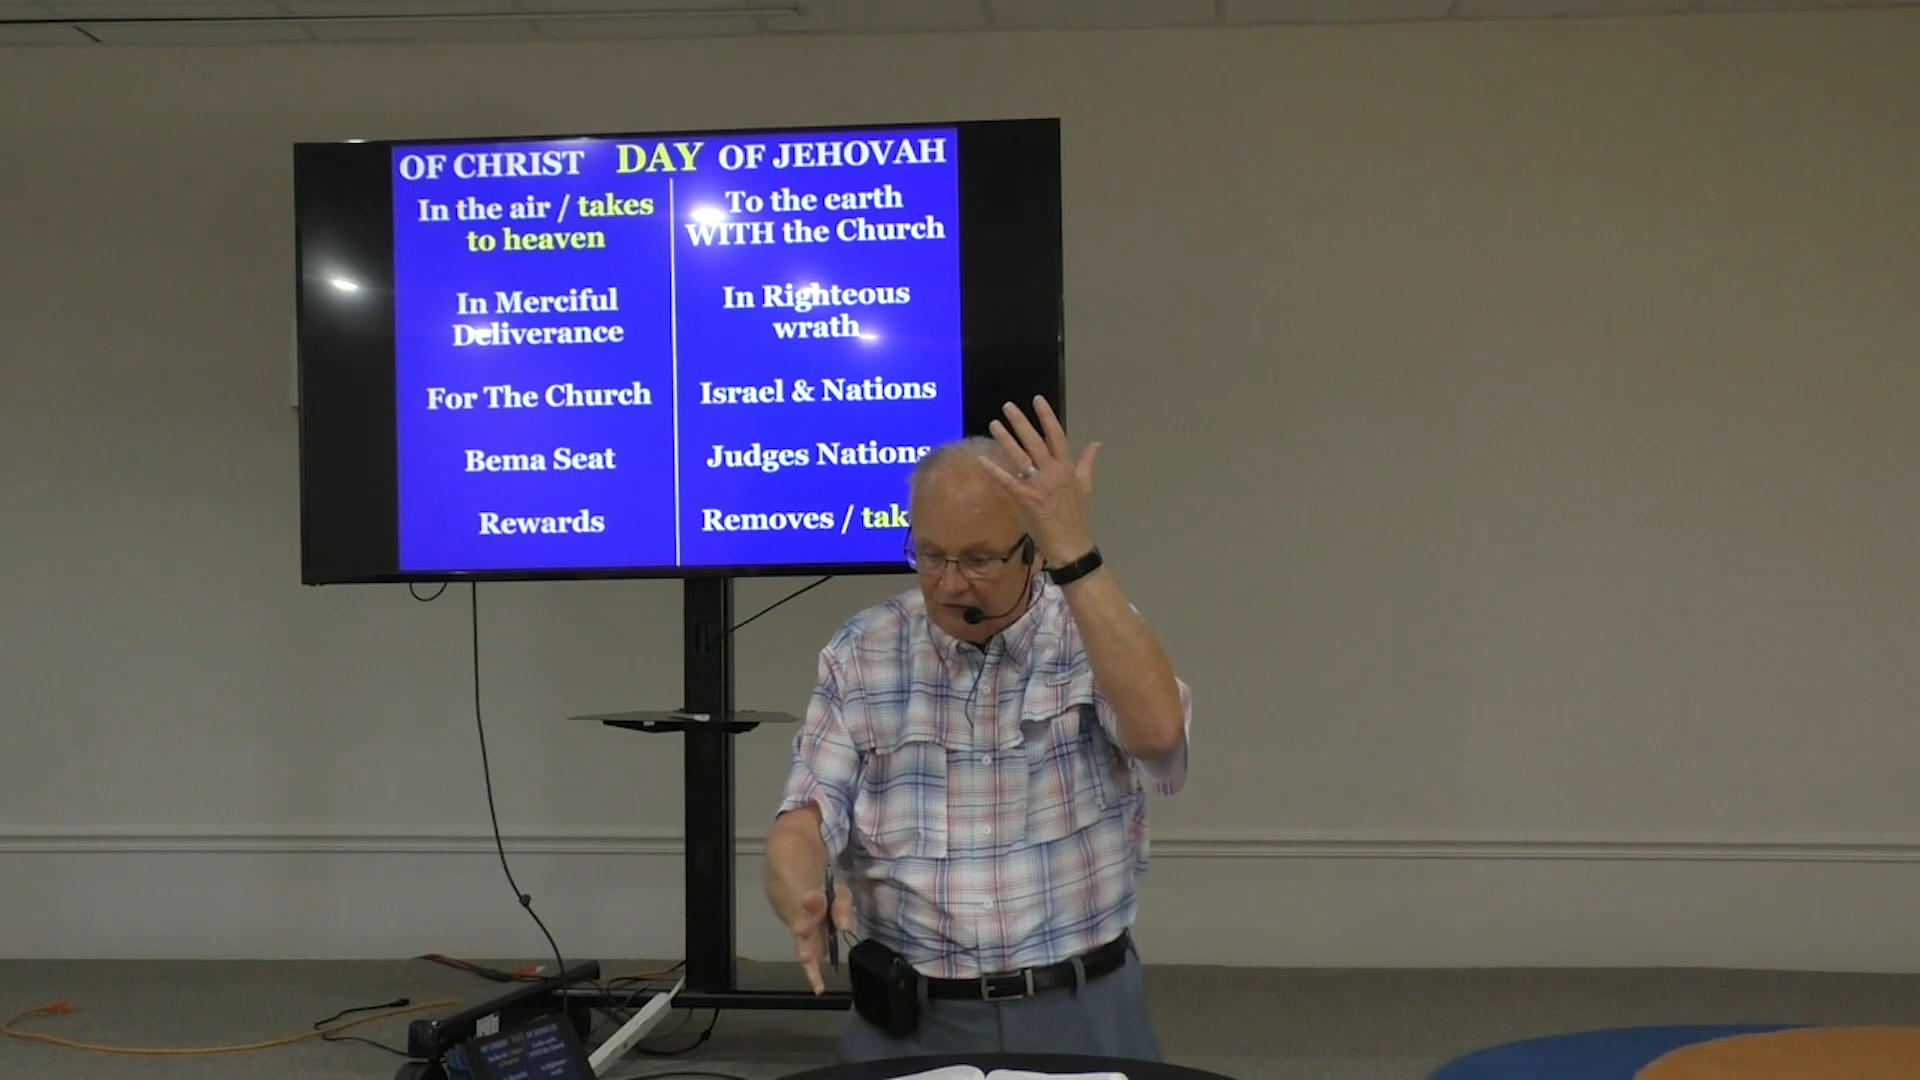 OF CHRIST DAY OF JEHOVAH
In the air / takes
to heaven
In Merciful
Deliverance
For The Church
Bema Seat
Rewards
To the earth
WITH the Church
In Righteous
wrath
Israel & Nations
Judges Nations
Removes /